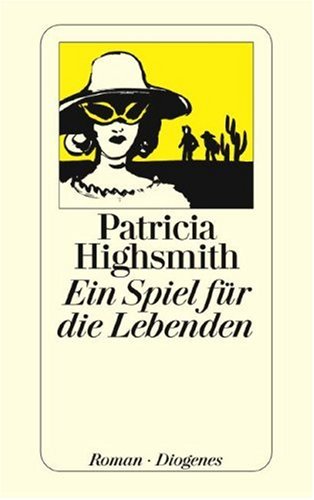 Patricia
Highsmith
Ein Spiel für
die Lebenden
Roman · Diogenes